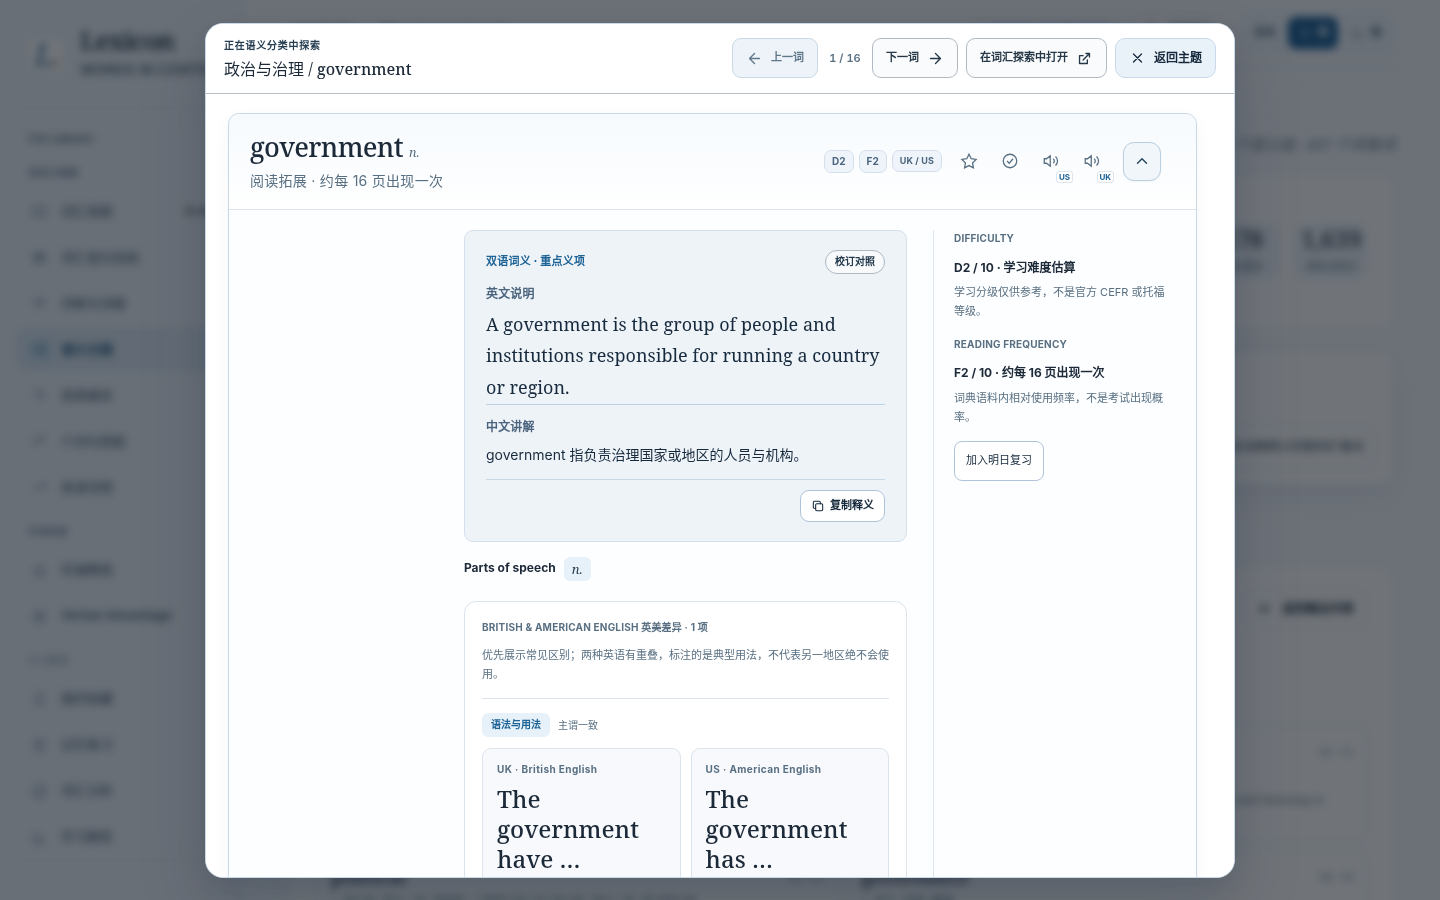 Lexicon
正在语义分类中探索
政治与治理 / government
上一词
1 / 16
下一词
在词汇探索中打开
返回主题
government n.
阅读拓展 · 约每 16 页出现一次
D2
F2
UK / US
US
UK
双语词义 · 重点义项
校订对照
英文说明
A government is the group of people and
institutions responsible for running a country
or region.
中文讲解
government 指负责治理国家或地区的人员与机构。
复制释义
Parts of speech n.
BRITISH & AMERICAN ENGLISH 英美差异 · 1 项
优先展示常见区别；两种英语有重叠，标注的是典型用法，不代表另一地区绝不会使
用。
语法与用法 主谓一致
UK · British English
The
government
have ...
US · American English
The
government
has ...
DIFFICULTY
D2 / 10 · 学习难度估算
学习分级仅供参考，不是官方 CEFR 或托福
等级。
READING FREQUENCY
F2 / 10 · 约每 16 页出现一次
词典语料内相对使用频率，不是考试出现概
率。
加入明日复习